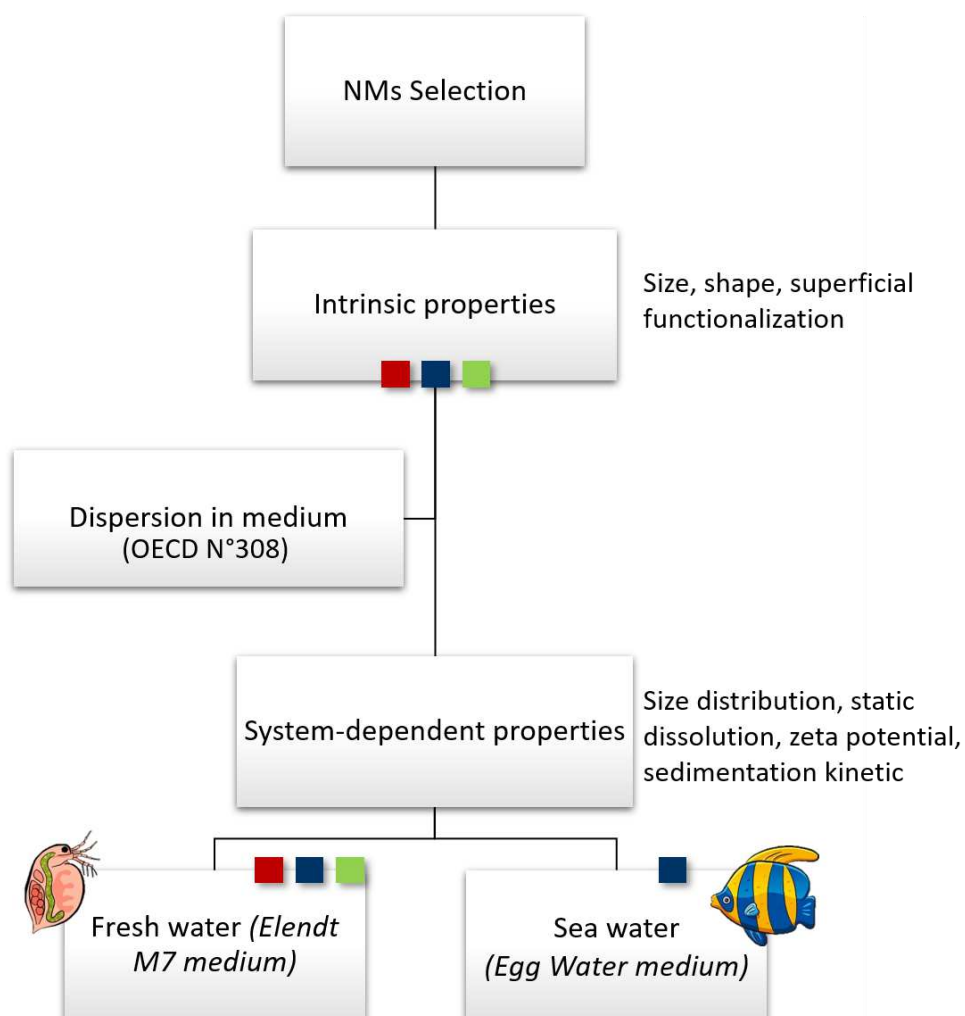 NMs Selection
Intrinsic properties
Size, shape, superficial
functionalization
Dispersion in medium
(OECD N°308)
System-dependent properties
Size distribution, static
dissolution, zeta potential,
sedimentation kinetic
Fresh water (Elendt
M7 medium)
Sea water
(Egg Water medium)